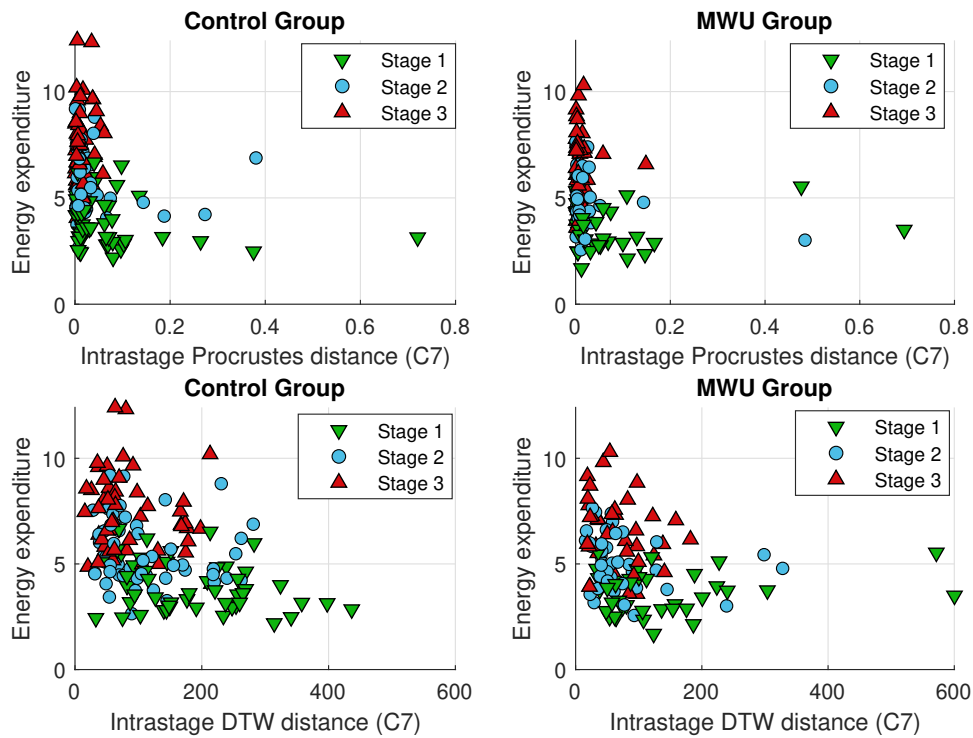 Control Group
Energy expenditure
10
5
0
Stage 1
Stage 2
Stage 3
0 0.2 0.4 0.6 0.8
Intrastage Procrustes distance (C7)
MWU Group
Energy expenditure
10
5
0
Stage 1
Stage 2
Stage 3
0 0.2 0.4 0.6 0.8
Intrastage Procrustes distance (C7)
Control Group
Energy expenditure
10
5
0
Stage 1
Stage 2
Stage 3
0 200 400 600
Intrastage DTW distance (C7)
MWU Group
Energy expenditure
10
5
0
Stage 1
Stage 2
Stage 3
0 200 400 600
Intrastage DTW distance (C7)